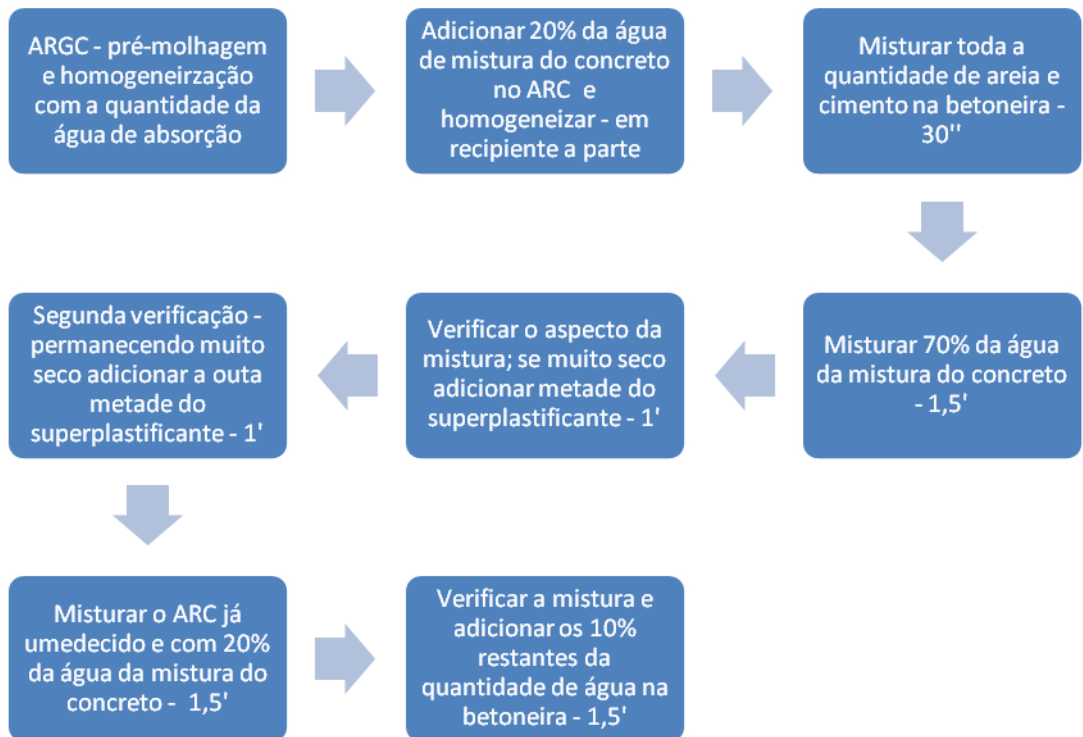 ARGC - pré-molhagem
e homogeneirzação
com a quantidade da
água de absorção
Adicionar 20% da água
de mistura do concreto
no ARC e
homogeneizar - em
recipiente a parte
Misturar toda a
quantidade de areia e
cimento na betoneira -
30''
Misturar 70% da água
da mistura do concreto
- 1,5'
Verificar o aspecto da
mistura; se muito seco
adicionar metade do
superplastificante - 1'
Segunda verificação -
permanecendo muito
seco adicionar a outa
metade do
superplastificante - 1'
Misturar o ARC já
umedecido e com 20%
da água da mistura do
concreto - 1,5'
Verificar a mistura e
adicionar os 10%
restantes da
quantidade de água na
betoneira - 1,5'